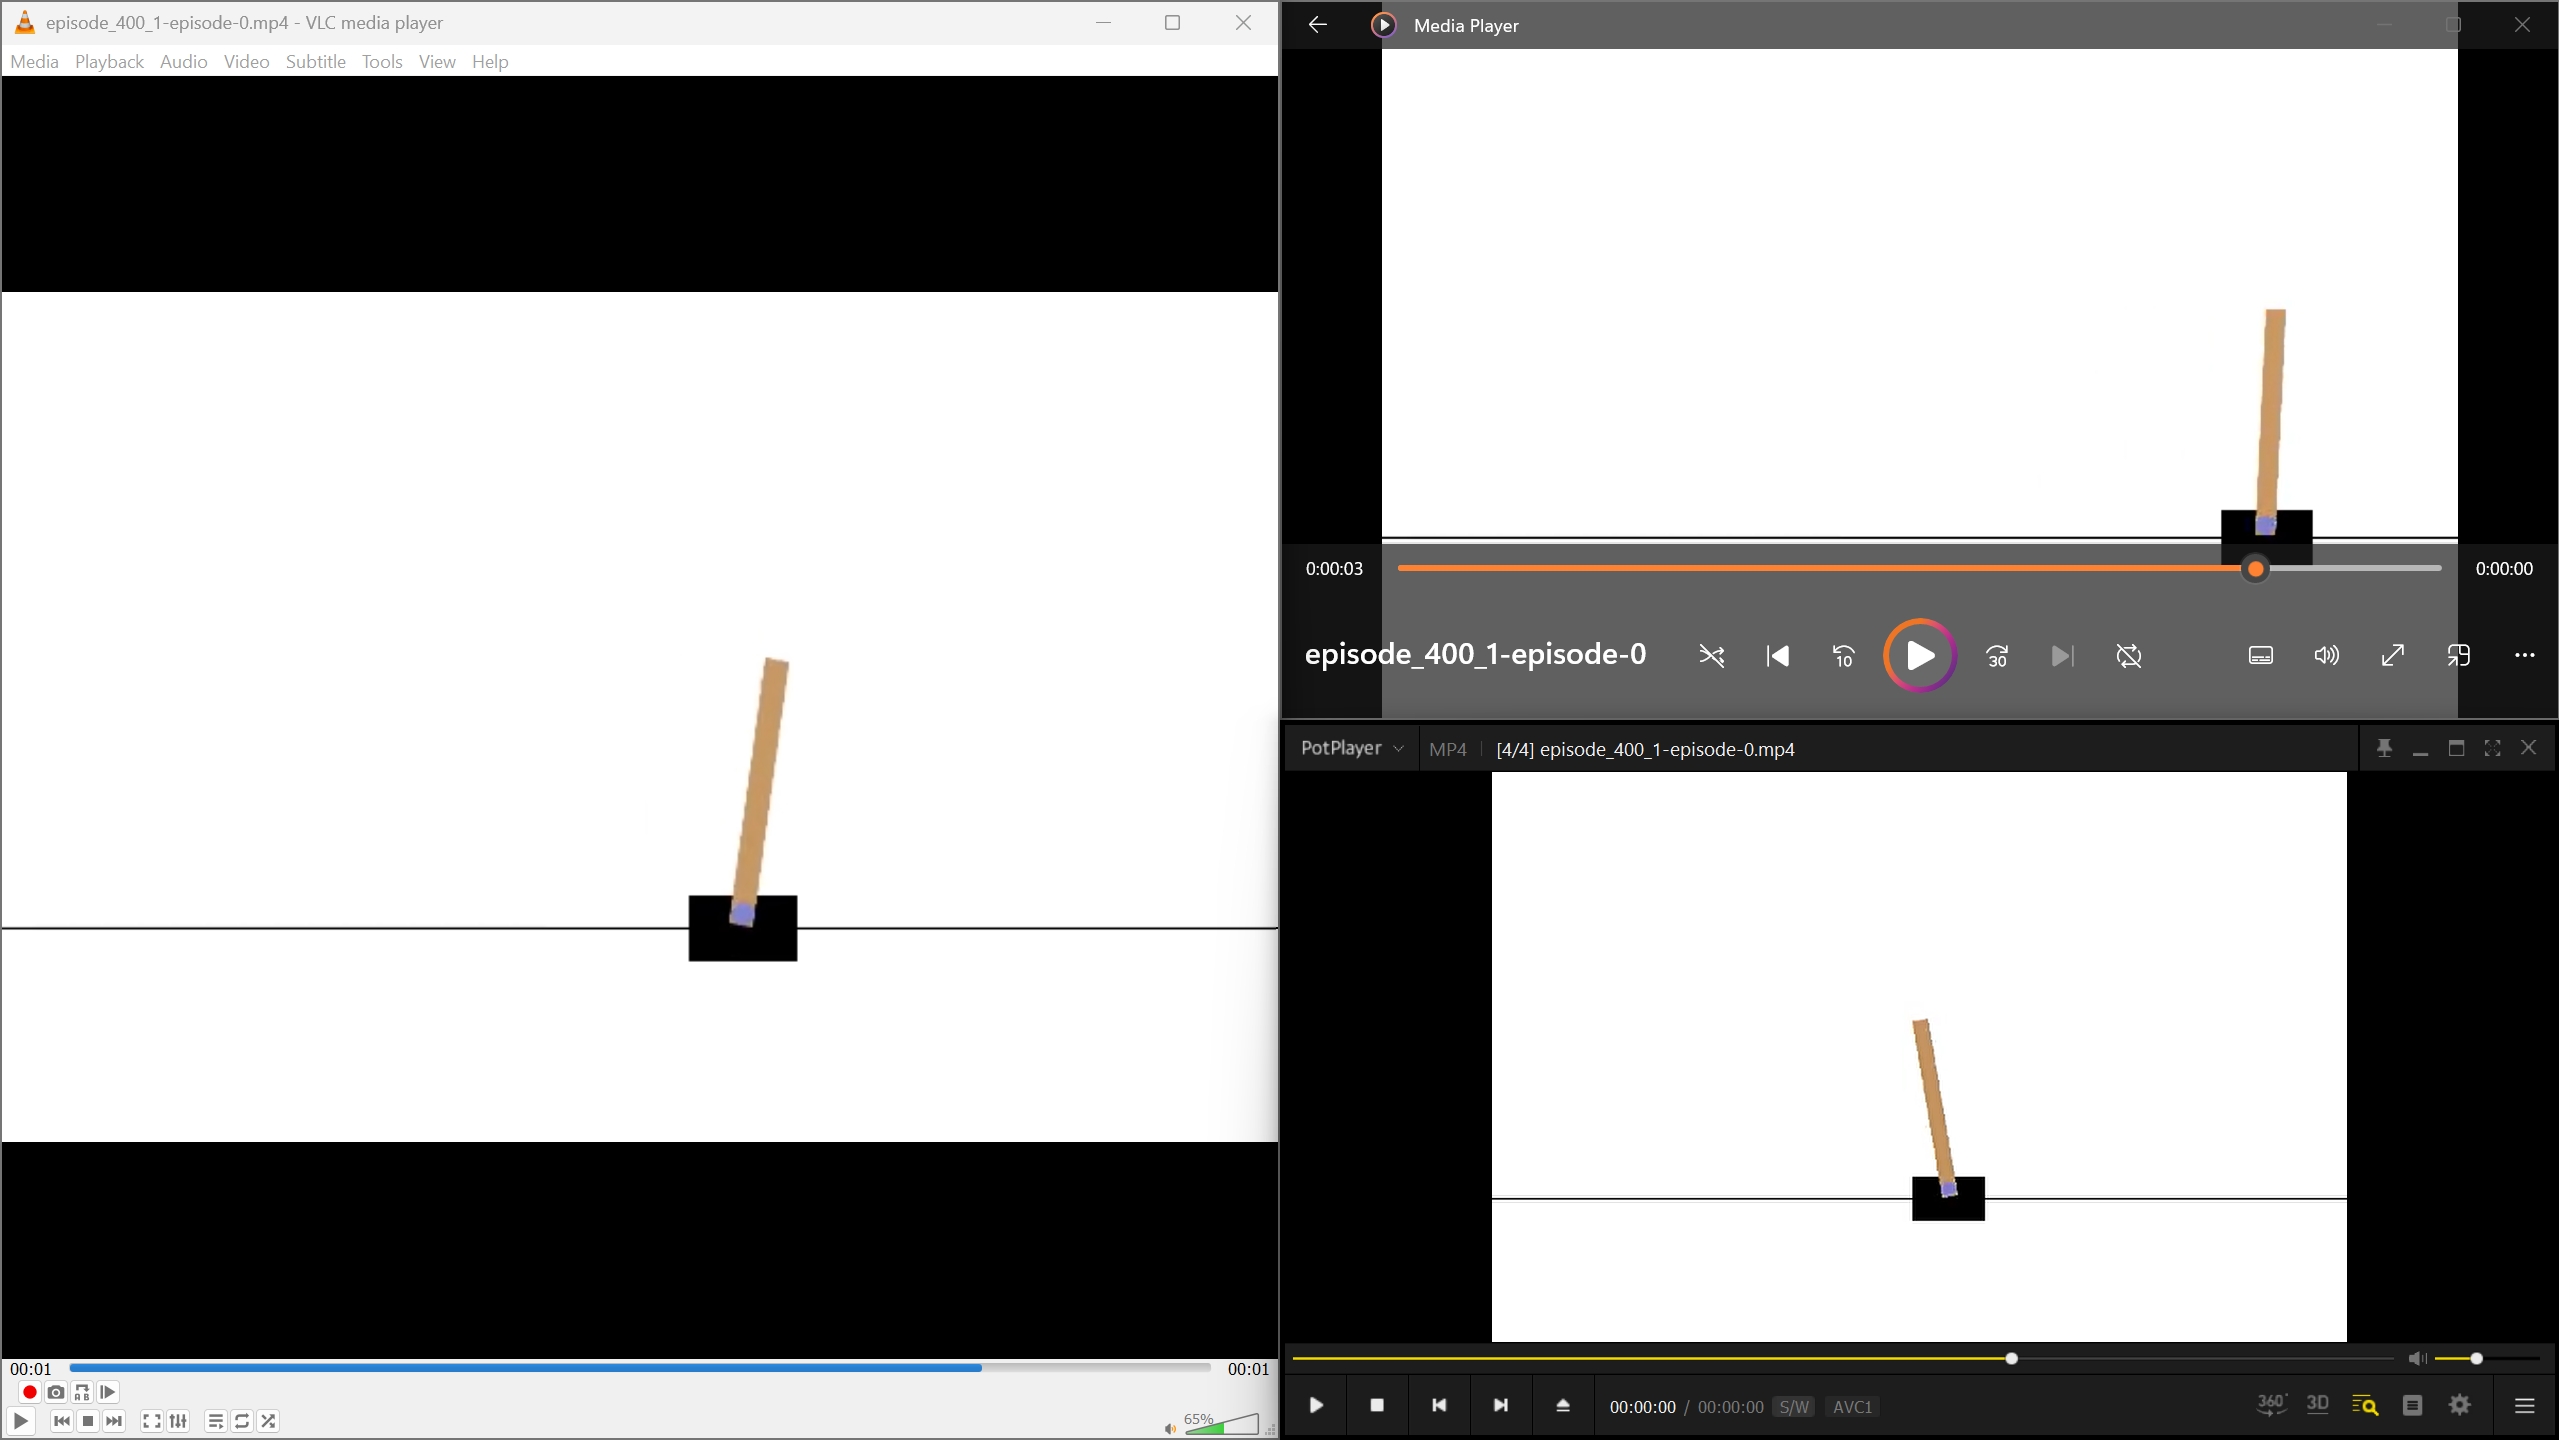 episode_400_1-episode-0.mp4 - VLC media player
Media Playback Audio Video Subtitle Tools View Help
00:01 00:01
A B
65%
Media Player
0:00:03 0:00:00
episode_400_1-episode-0
10
30
PotPlayer MP4 [4/4] episode_400_1-episode-0.mp4
00:00:00 / 00:00:00 S/W AVC1
360° 3D